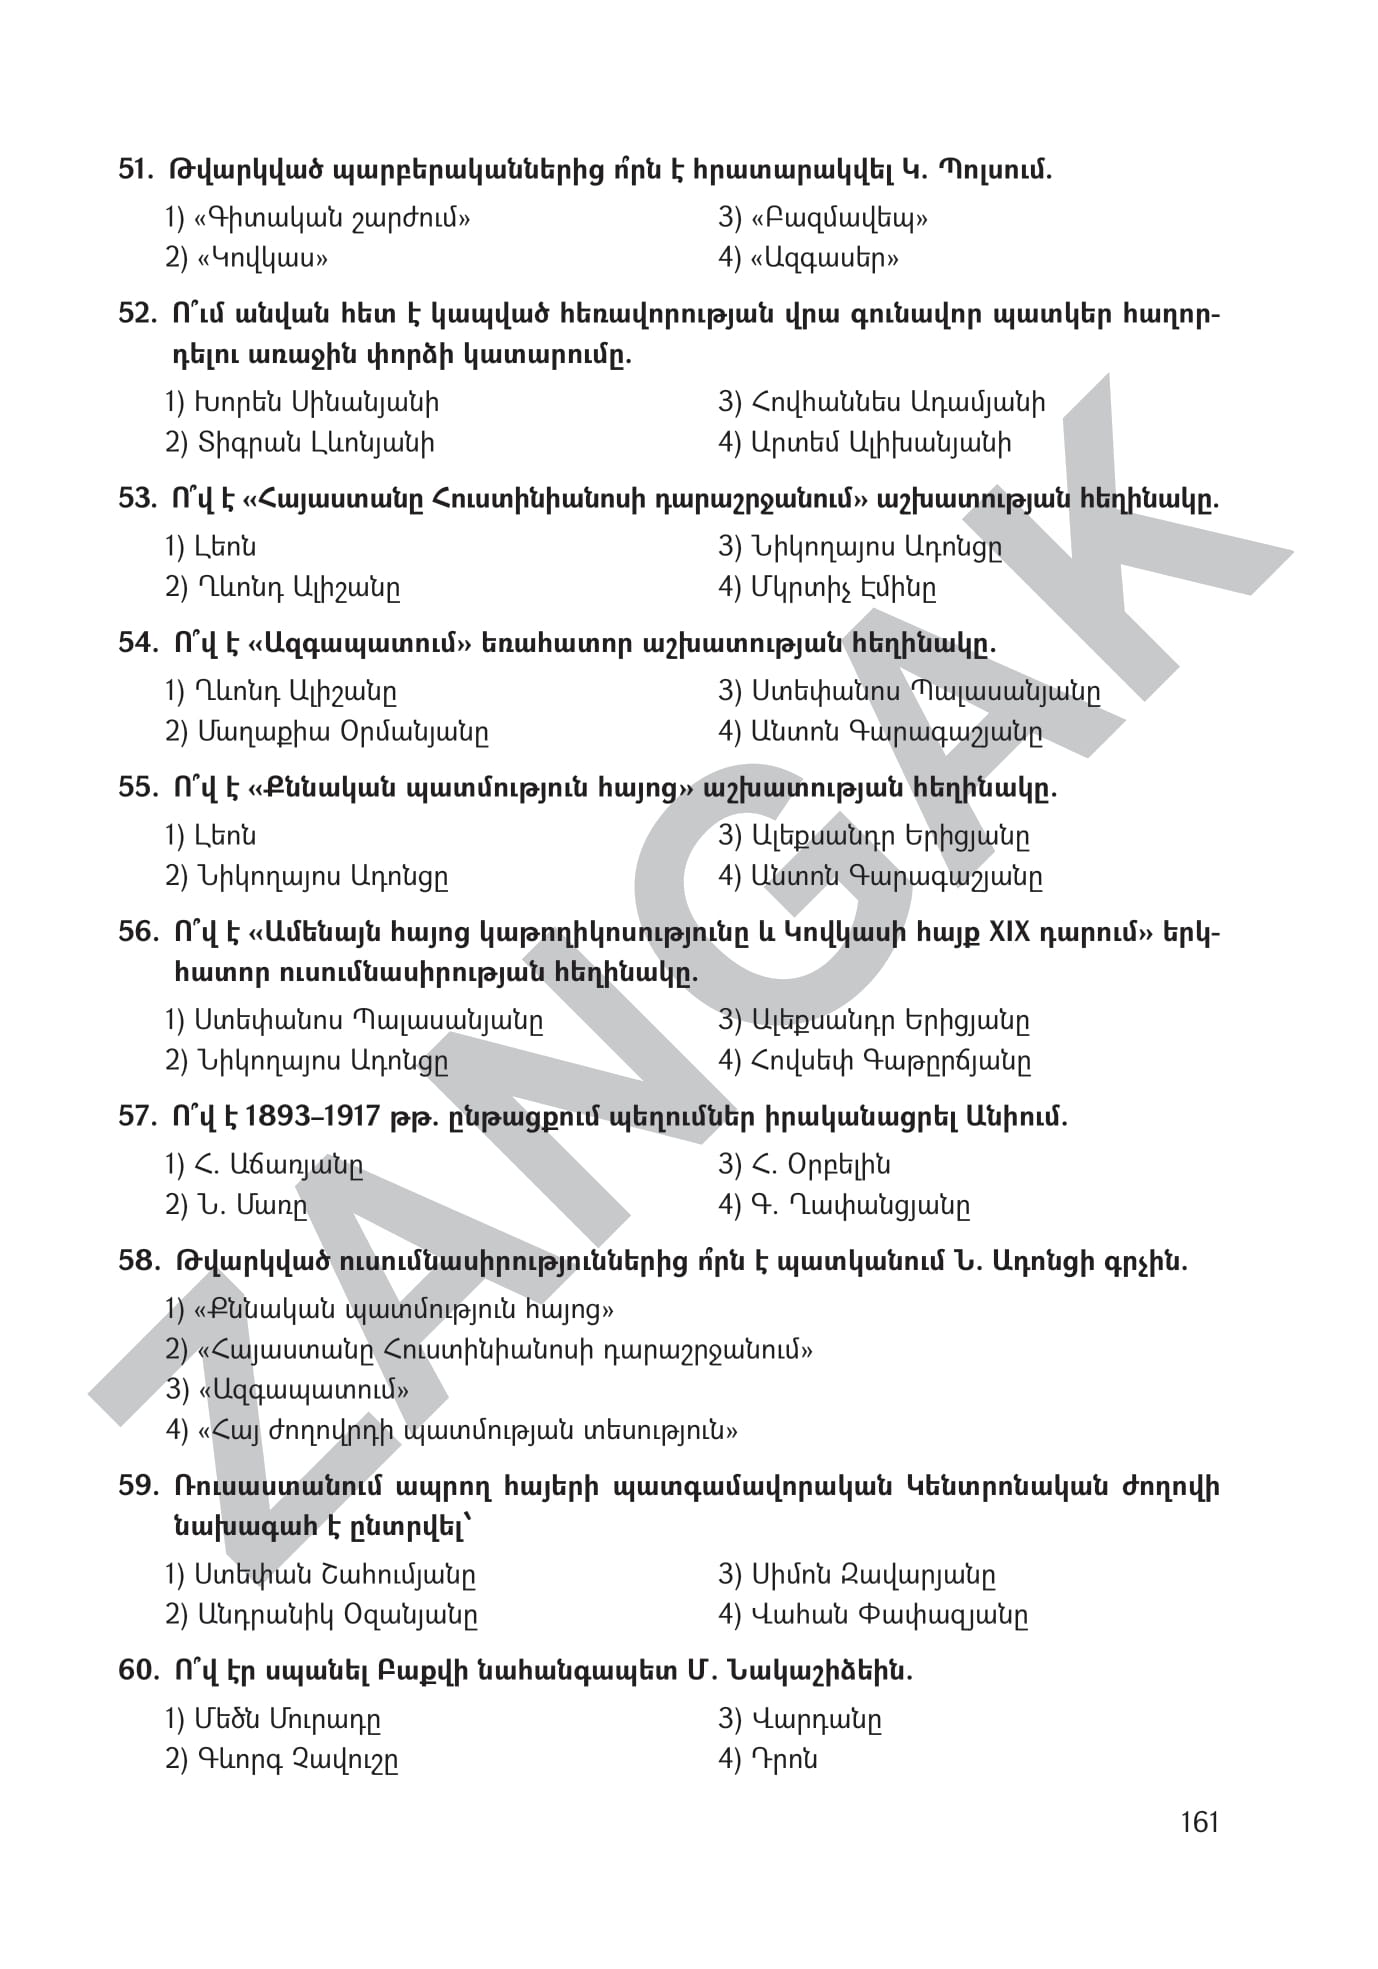 51. Թվարկված պարբերականներից ո՞րն է հրատարակվել Կ. Պոլսում.
1) «Գիտական շարժում»
3) «Բազմավեպ»
2) «Կովկաս»
4) «Ազգասեր»
52. Ո՞ւմ անվան հետ է կապված հեռավորության վրա գունավոր պատկեր հաղոր-
դելու առաջին փորձի կատարումը.
1) Խորեն Սինանյանի
3) Հովհաննես Ադամյանի
2) Տիգրան Լևոնյանի
4) Արտեմ Ալիխանյանի
53. Ո՞վ է «Հայաստանը Հուստինիանոսի դարաշրջանում» աշխատության հեղինակը.
1) Լեոն
3) Նիկողայոս Ադոնցը
2) Ղևոնդ Ալիշանը
4) Մկրտիչ Էմինը
54. Ո՞վ է «Ազգապատում» եռահատոր աշխատության հեղինակը.
1) Ղևոնդ Ալիշանը
3) Ստեփանոս Պալասանյանը
2) Մաղաքիա Օրմանյանը
4) Անտոն Գարագաշյանը
55. Ո՞վ է «Քննական պատմություն հայոց» աշխատության հեղինակը.
1) Լեոն
3) Ալեքսանդր Երիցյանը
2) Նիկողայոս Ադոնցը
4) Անտոն Գարագաշյանը
56. Ո՞վ է «Ամենայն հայոց կաթողիկոսությունը և Կովկասի հայք XIX դարում» երկ-
հատոր ուսումնասիրության հեղինակը.
1) Ստեփանոս Պալասանյանը
3) Ալեքսանդր Երիցյանը
2) Նիկողայոս Ադոնցը
4) Հովսեփ Գաթըրճյանը
57. Ո՞վ է 1893–1917 թթ. ընթացքում պեղումներ իրականացրել Անիում.
1) Հ. Աճառյանը
3) Հ. Օրբելին
2) Ն. Մառը
4) Գ. Ղափանցյանը
58. Թվարկված ուսումնասիրություններից ո՞րն է պատկանում Ն. Ադոնցի գրչին.
1) «Քննական պատմություն հայոց»
2) «Հայաստանը Հուստինիանոսի դարաշրջանում»
3) «Ազգապատում»
4) «Հայ ժողովրդի պատմության տեսություն»
59. Ռուսաստանում ապրող հայերի պատգամավորական Կենտրոնական ժողովի
նախագահ է ընտրվել՝
1) Ստեփան Շահումյանը
3) Սիմոն Զավարյանը
2) Անդրանիկ Օզանյանը
4) Վահան Փափազյանը
60. Ո՞վ էր սպանել Բաքվի նահանգապետ Մ. Նակաշիձեին.
1) Մեծն Մուրադը
3) Վարդանը
2) Գևորգ Չավուշը
4) Դրոն
161
ZANGAK